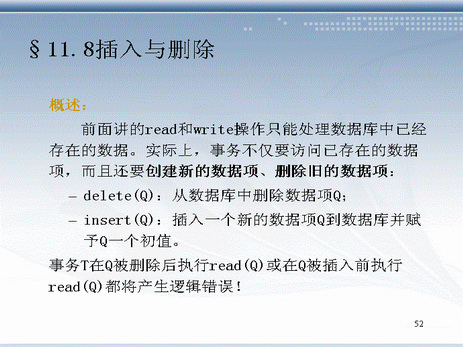 §11.8插入与删除
概述：
前面讲的read和write操作只能处理数据库中已经
存在的数据。实际上，事务不仅要访问已存在的数据
项，而且还要创建新的数据项、删除旧的数据项：
– delete(Q)：从数据库中删除数据项Q；
– insert(Q)：插入一个新的数据项Q到数据库并赋
予Q一个初值。
事务T在Q被删除后执行read(Q)或在Q被插入前执行
read(Q)都将产生逻辑错误！
52